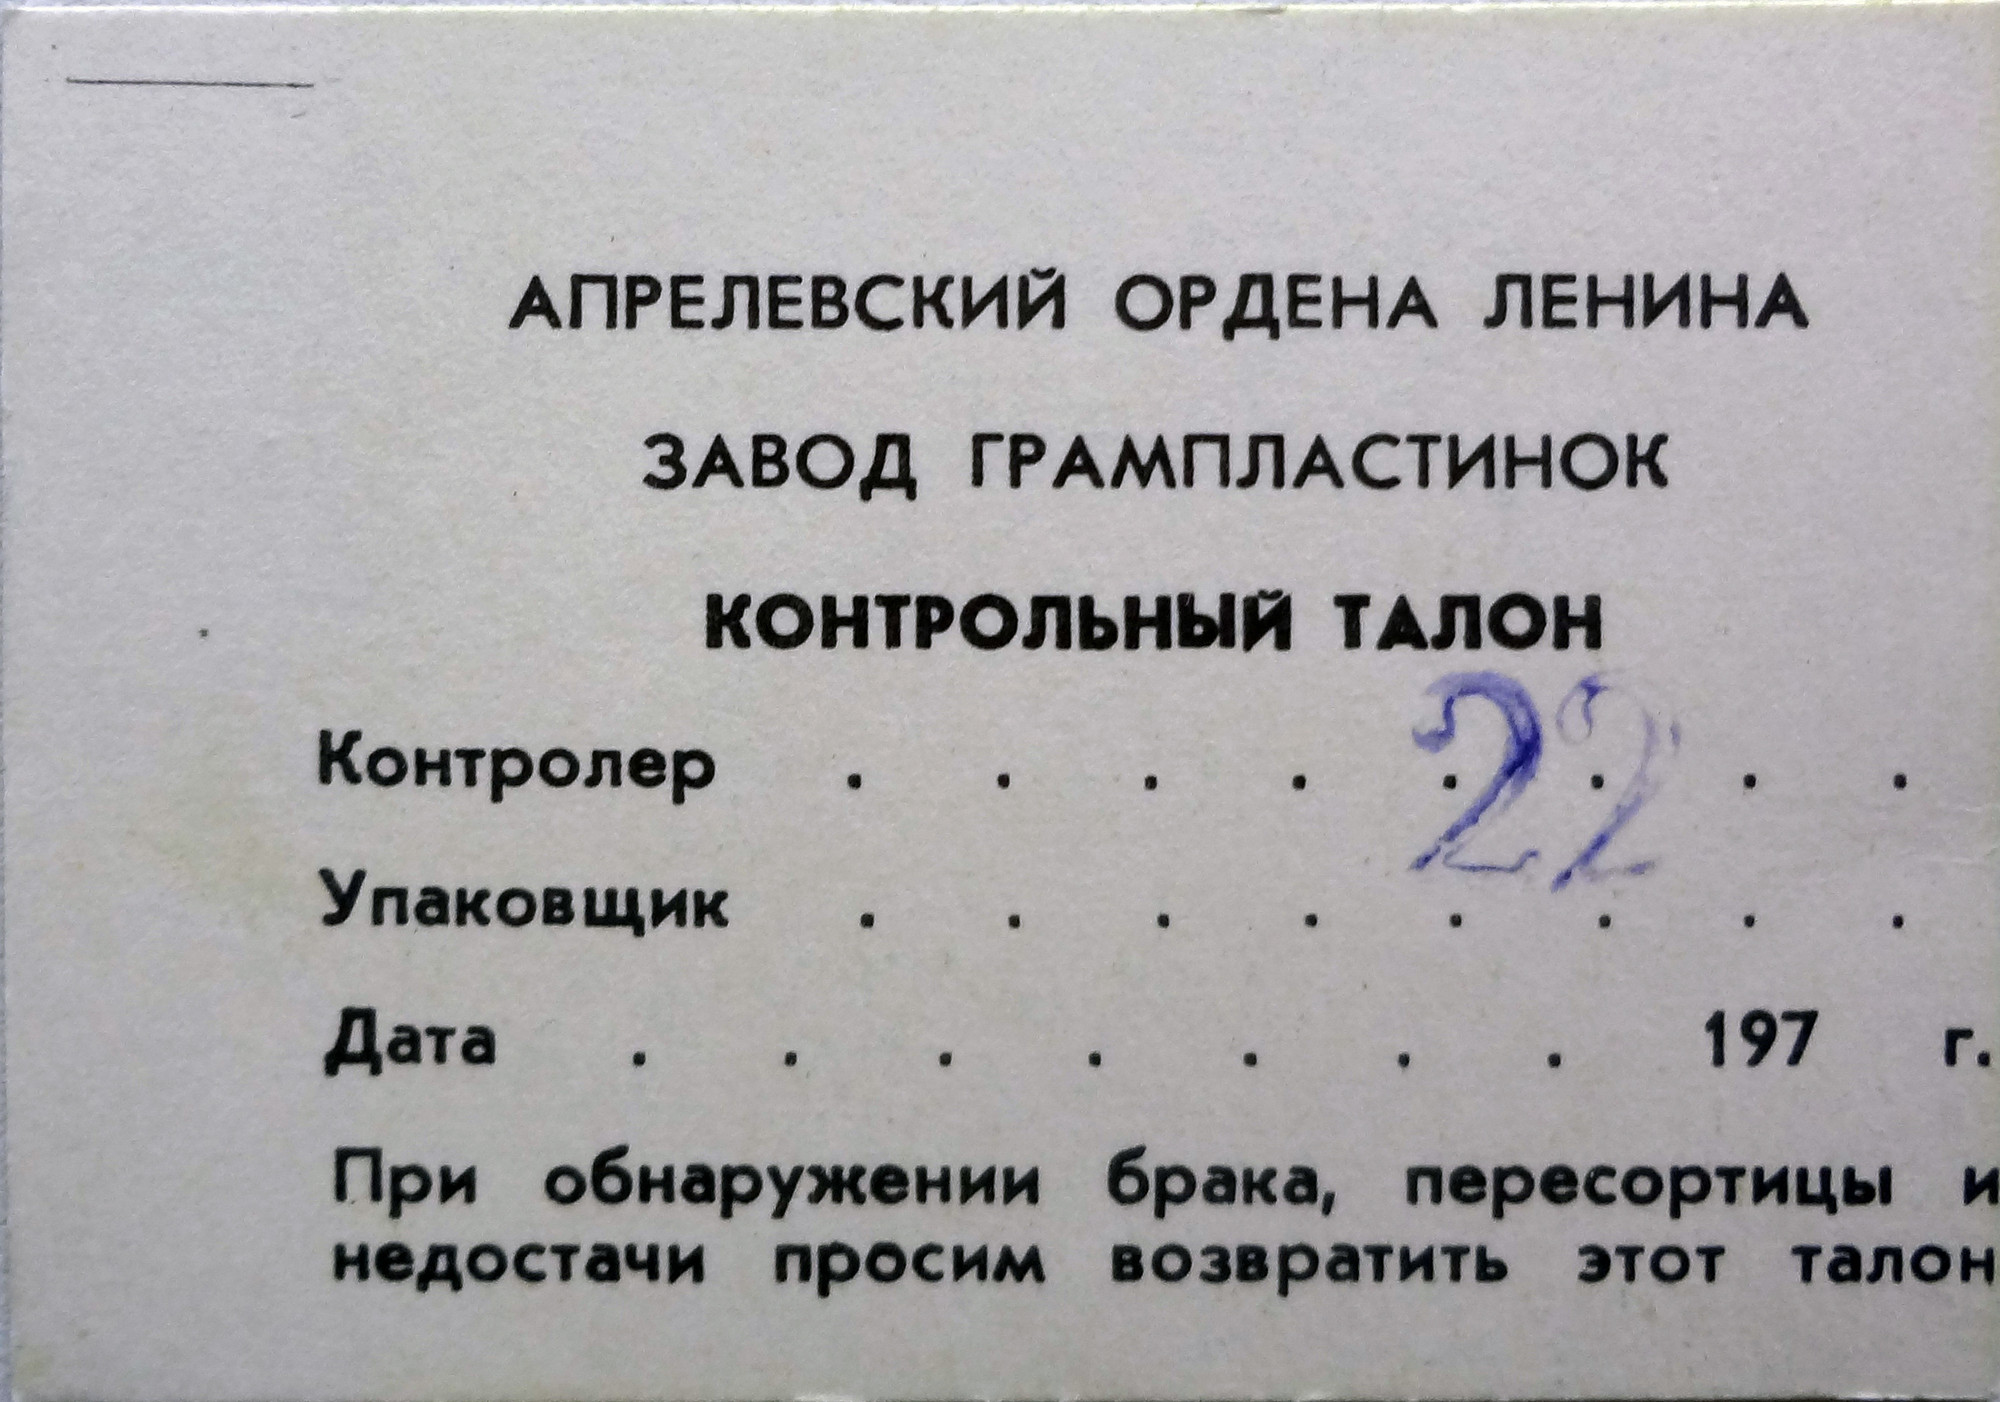 АПРЕЛЕВСКИЙ ОРДЕНА ЛЕНИНА
ЗАВОД ГРАМПЛАСТИНОК
КОНТРОЛЬНЫЙ ТАЛОН
Контролер . . . . . . . . 22
Упаковщик . . . . . . . .
Дата . . . . . . . 197 г.
При обнаружении брака, пересортицы и
недостачи просим возвратить этот талон